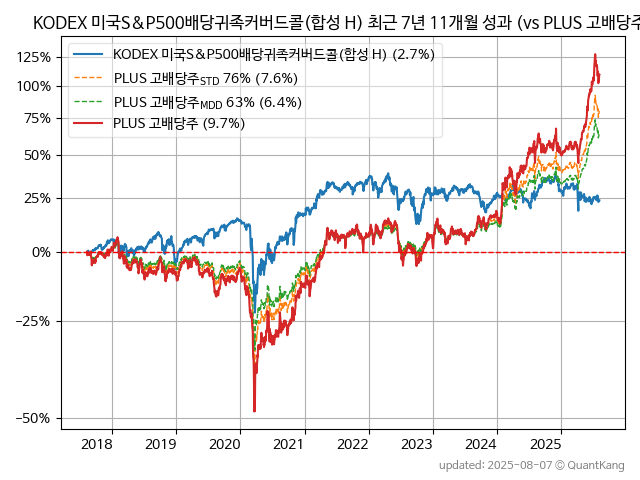 KODEX 미국S&P500배당귀족커버드콜(합성 H) 최근 7년 11개월 성과 (vs PLUS 고배당주
125%
100%
75%
50%
25%
0%
−25%
−50%
KODEX 미국S&P500배당귀족커버드콜(합성 H) (2.7%)
PLUS 고배당주STD 76% (7.6%)
PLUS 고배당주MDD 63% (6.4%)
PLUS 고배당주 (9.7%)
2018 2019 2020 2021 2022 2023 2024 2025
updated: 2025-08-07 © QuantKang